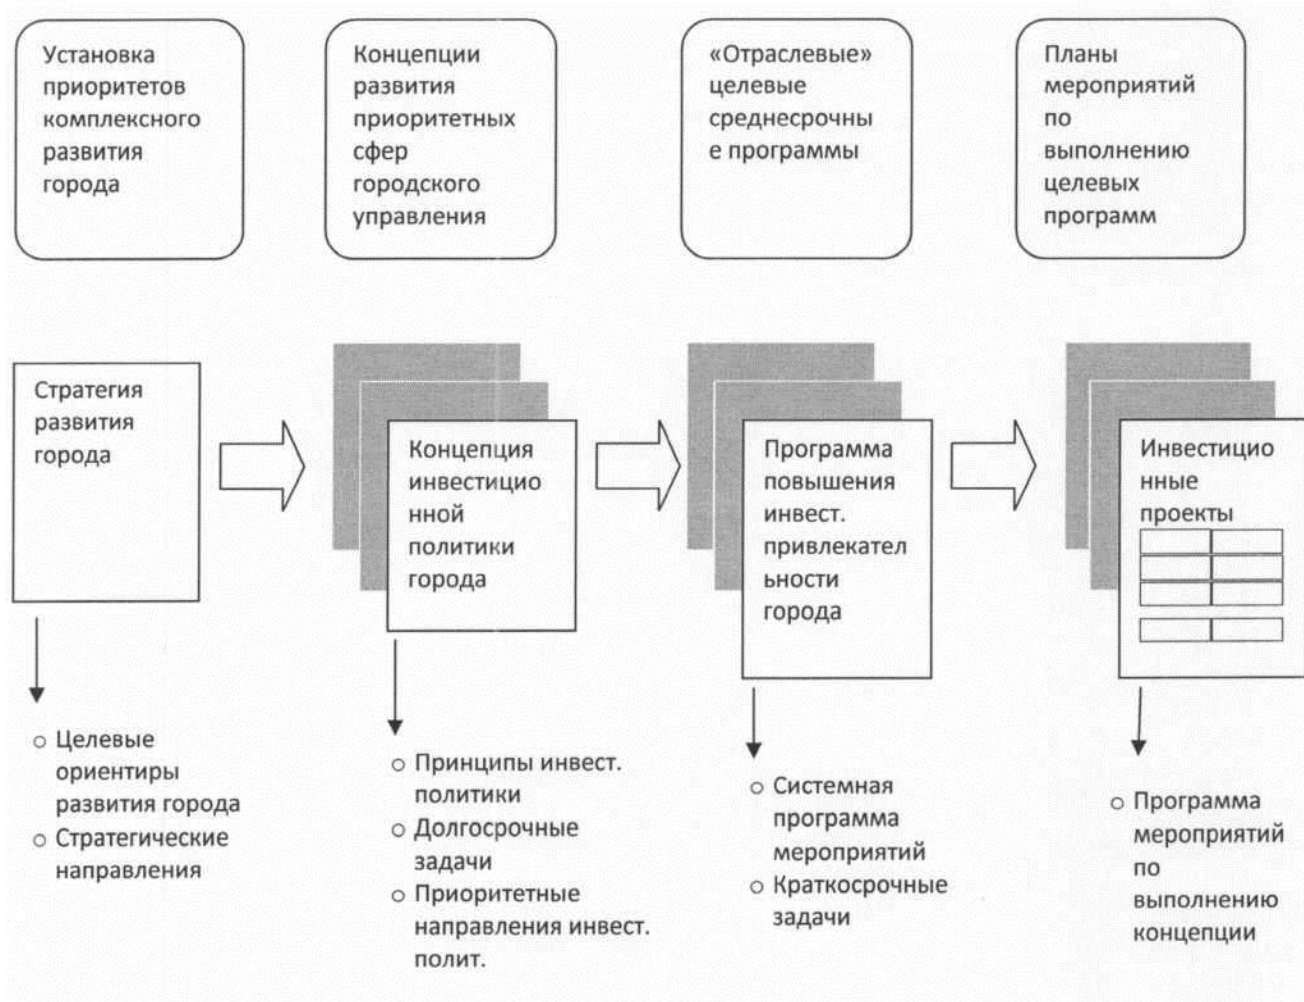 Установка
приоритетов
комплексного
развития
города
Концепции
развития
приоритетных
сфер
городского
управления
«Отраслевые»
целевые
среднесрочны
е программы
Планы
мероприятий
по
выполнению
целевых
программ
Стратегия
развития
города
Концепция
инвестицио
нной
политики
города
Программа
повышения
инвест.
привлекател
ьности
города
Инвестицио
нные
проекты
○ Целевые
ориентиры
развития города
○ Стратегические
направления
○ Принципы инвест.
политики
○ Долгосрочные
задачи
○ Приоритетные
направления инвест.
полит.
○ Системная
программа
мероприятий
○ Краткосрочные
задачи
○ Программа
мероприятий
по
выполнению
концепции